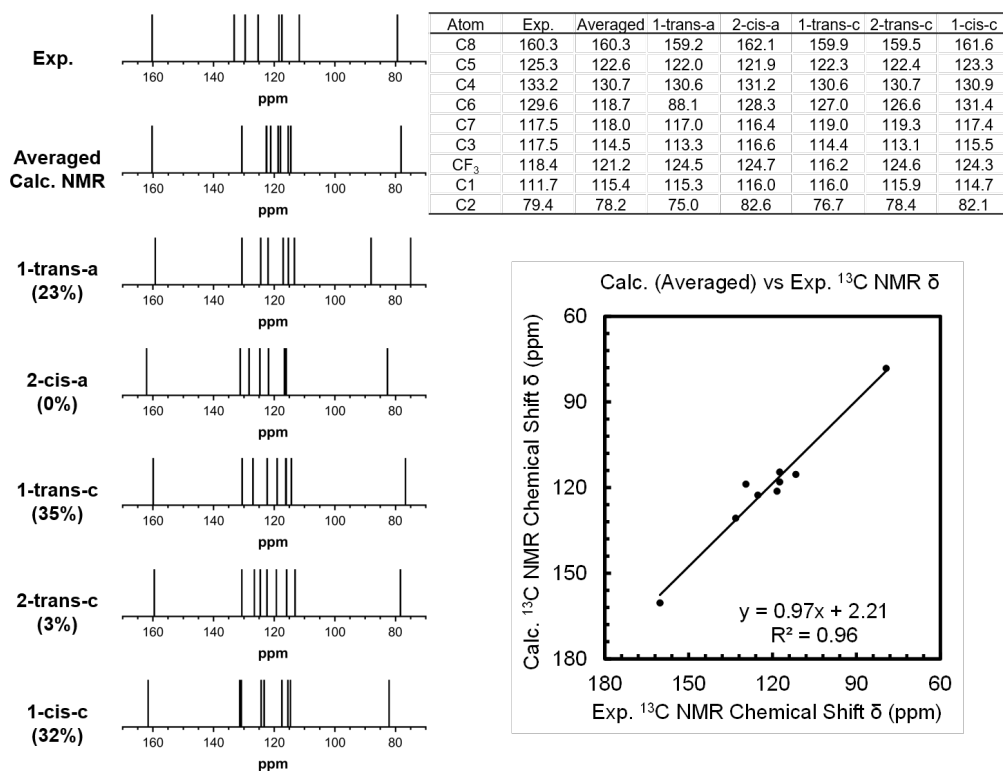 Exp.
160 140 120 100 80
ppm
Averaged
Calc. NMR
160 140 120 100 80
ppm
1-trans-a
(23%)
160 140 120 100 80
ppm
2-cis-a
(0%)
160 140 120 100 80
ppm
1-trans-c
(35%)
160 140 120 100 80
ppm
2-trans-c
(3%)
160 140 120 100 80
ppm
1-cis-c
(32%)
160 140 120 100 80
ppm
Atom Exp. Averaged 1-trans-a 2-cis-a 1-trans-c 2-trans-c 1-cis-c
C8 160.3 160.3 159.2 162.1 159.9 159.5 161.6
C5 125.3 122.6 122.0 121.9 122.3 122.4 123.3
C4 133.2 130.7 130.6 131.2 130.6 130.7 130.9
C6 129.6 118.7 88.1 128.3 127.0 126.6 131.4
C7 117.5 118.0 117.0 116.4 119.0 119.3 117.4
C3 117.5 114.5 113.3 116.6 114.4 113.1 115.5
CF₃ 118.4 121.2 124.5 124.7 116.2 124.6 124.3
C1 111.7 115.4 115.3 116.0 116.0 115.9 114.7
C2 79.4 78.2 75.0 82.6 76.7 78.4 82.1
Calc. (Averaged) vs Exp. ¹³C NMR δ
Calc. ¹³C NMR Chemical Shift δ (ppm)
60
90
120
150
180
y = 0.97x + 2.21
R² = 0.96
180 150 120 90 60
Exp. ¹³C NMR Chemical Shift δ (ppm)